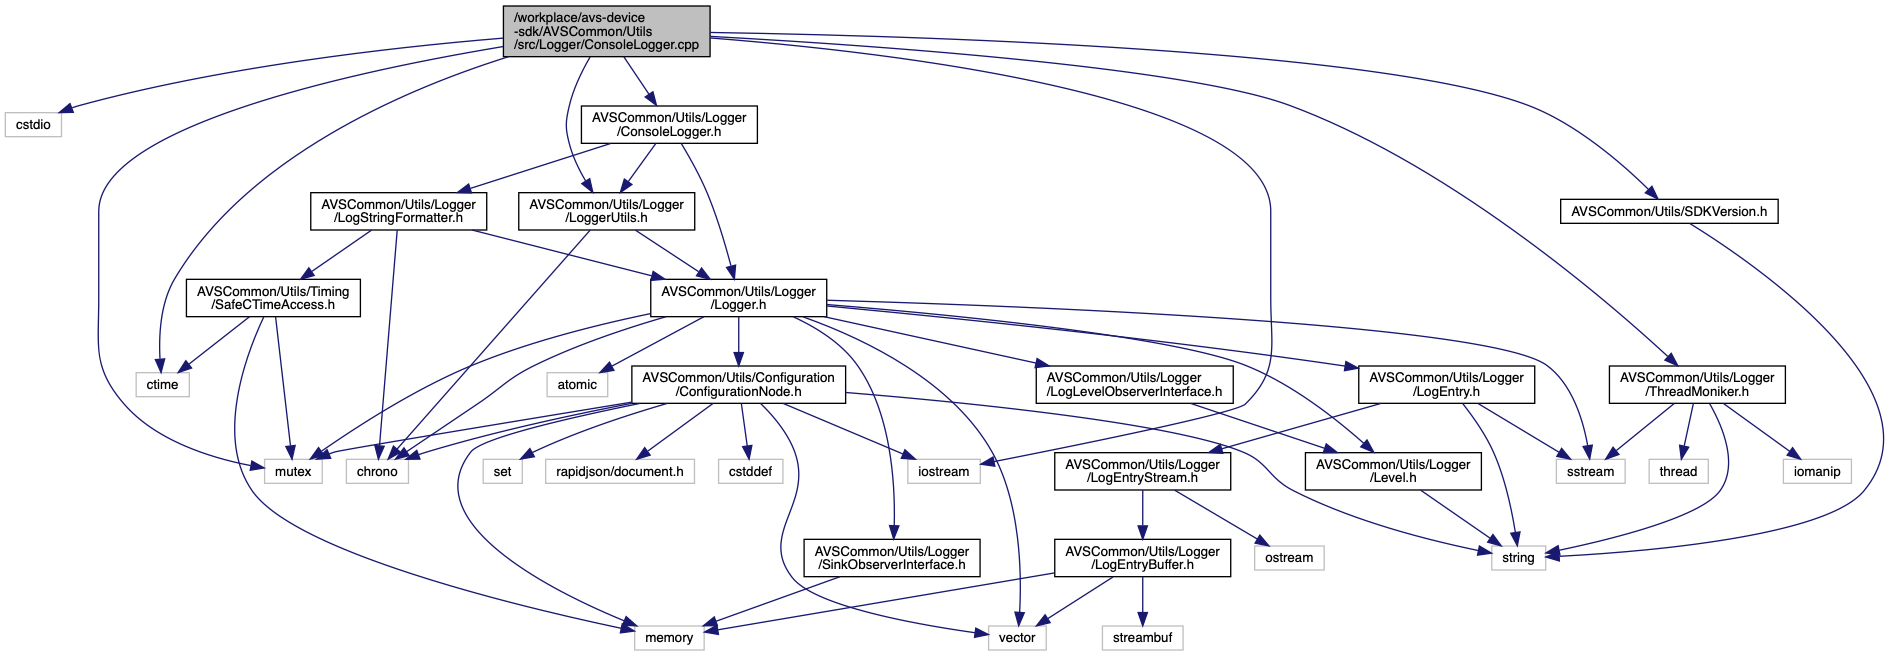 /workplace/avs-device
-sdk/AVSCommon/Utils
/src/Logger/ConsoleLogger.cpp
cstdio
AVSCommon/Utils/Logger
/ConsoleLogger.h
AVSCommon/Utils/Logger
/LogStringFormatter.h
AVSCommon/Utils/Logger
/LoggerUtils.h
AVSCommon/Utils/SDKVersion.h
AVSCommon/Utils/Timing
/SafeCTimeAccess.h
AVSCommon/Utils/Logger
/Logger.h
ctime
atomic
AVSCommon/Utils/Configuration
/ConfigurationNode.h
AVSCommon/Utils/Logger
/LogLevelObserverInterface.h
AVSCommon/Utils/Logger
/LogEntry.h
AVSCommon/Utils/Logger
/ThreadMoniker.h
mutex
chrono
set
rapidjson/document.h
cstddef
iostream
AVSCommon/Utils/Logger
/LogEntryStream.h
AVSCommon/Utils/Logger
/Level.h
sstream
thread
iomanip
AVSCommon/Utils/Logger
/SinkObserverInterface.h
AVSCommon/Utils/Logger
/LogEntryBuffer.h
ostream
string
memory
vector
streambuf